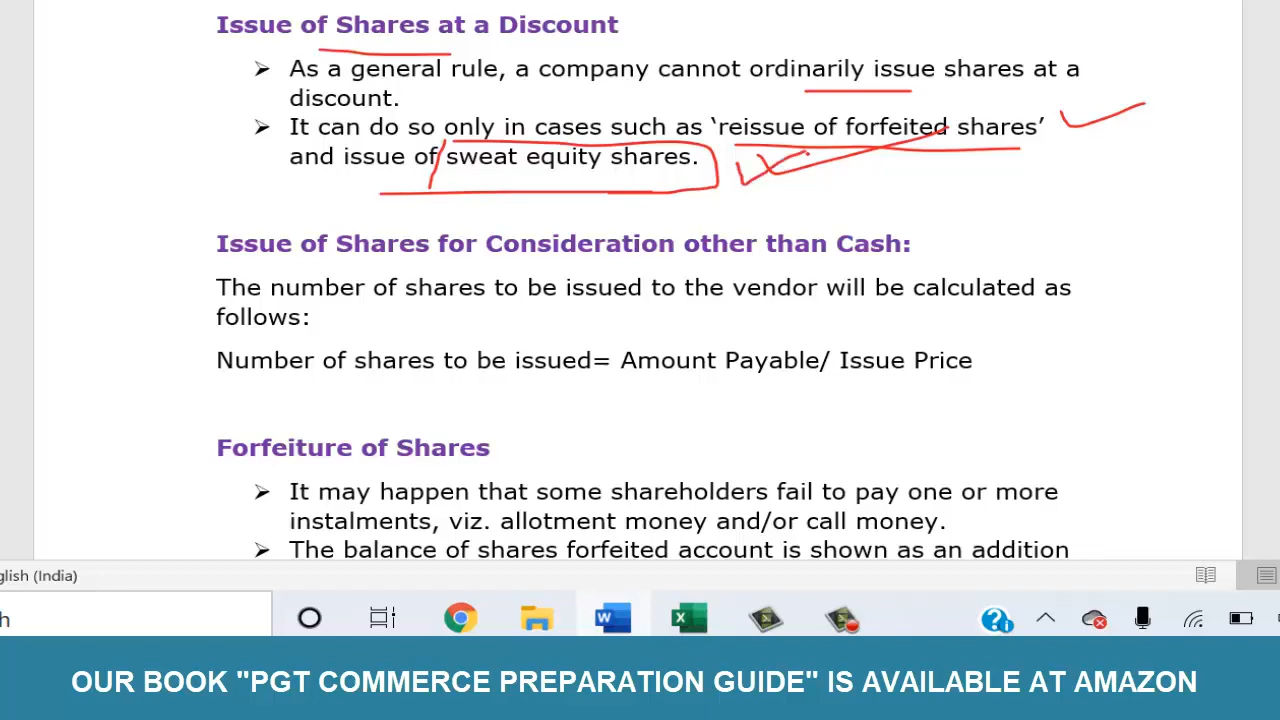 Issue of Shares at a Discount
➢ As a general rule, a company cannot ordinarily issue shares at a
discount.
➢ It can do so only in cases such as ‘reissue of forfeited shares’
and issue of sweat equity shares.
Issue of Shares for Consideration other than Cash:
The number of shares to be issued to the vendor will be calculated as
follows:
Number of shares to be issued= Amount Payable/ Issue Price
Forfeiture of Shares
➢ It may happen that some shareholders fail to pay one or more
instalments, viz. allotment money and/or call money.
➢ The balance of shares forfeited account is shown as an addition
glish (India)
h
OUR BOOK "PGT COMMERCE PREPARATION GUIDE" IS AVAILABLE AT AMAZON